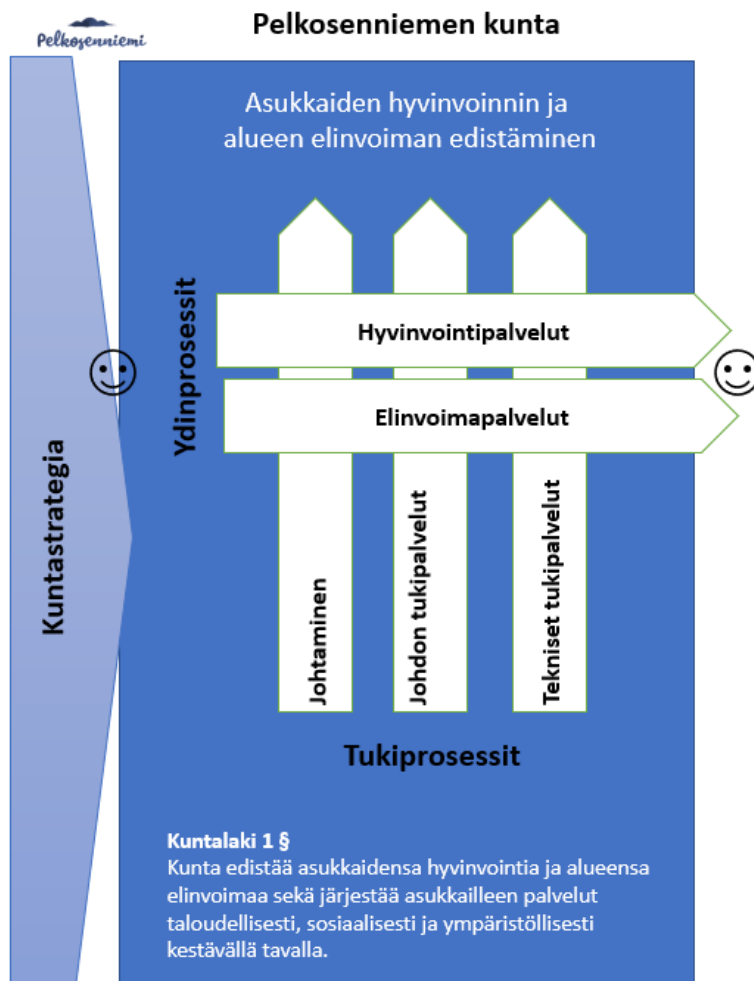 Pelkosenniemi
Pelkosenniemen kunta
Asukkaiden hyvinvoinnin ja
alueen elinvoiman edistäminen
Kuntastrategia
Ydinprosessit
Hyvinvointipalvelut
Elinvoimapalvelut
Johtaminen
Johdon tukipalvelut
Tekniset tukipalvelut
Tukiprosessit
Kuntalaki 1 §
Kunta edistää asukkaidensa hyvinvointia ja alueensa
elinvoimaa sekä järjestää asukkailleen palvelut
taloudellisesti, sosiaalisesti ja ympäristöllisesti
kestävällä tavalla.